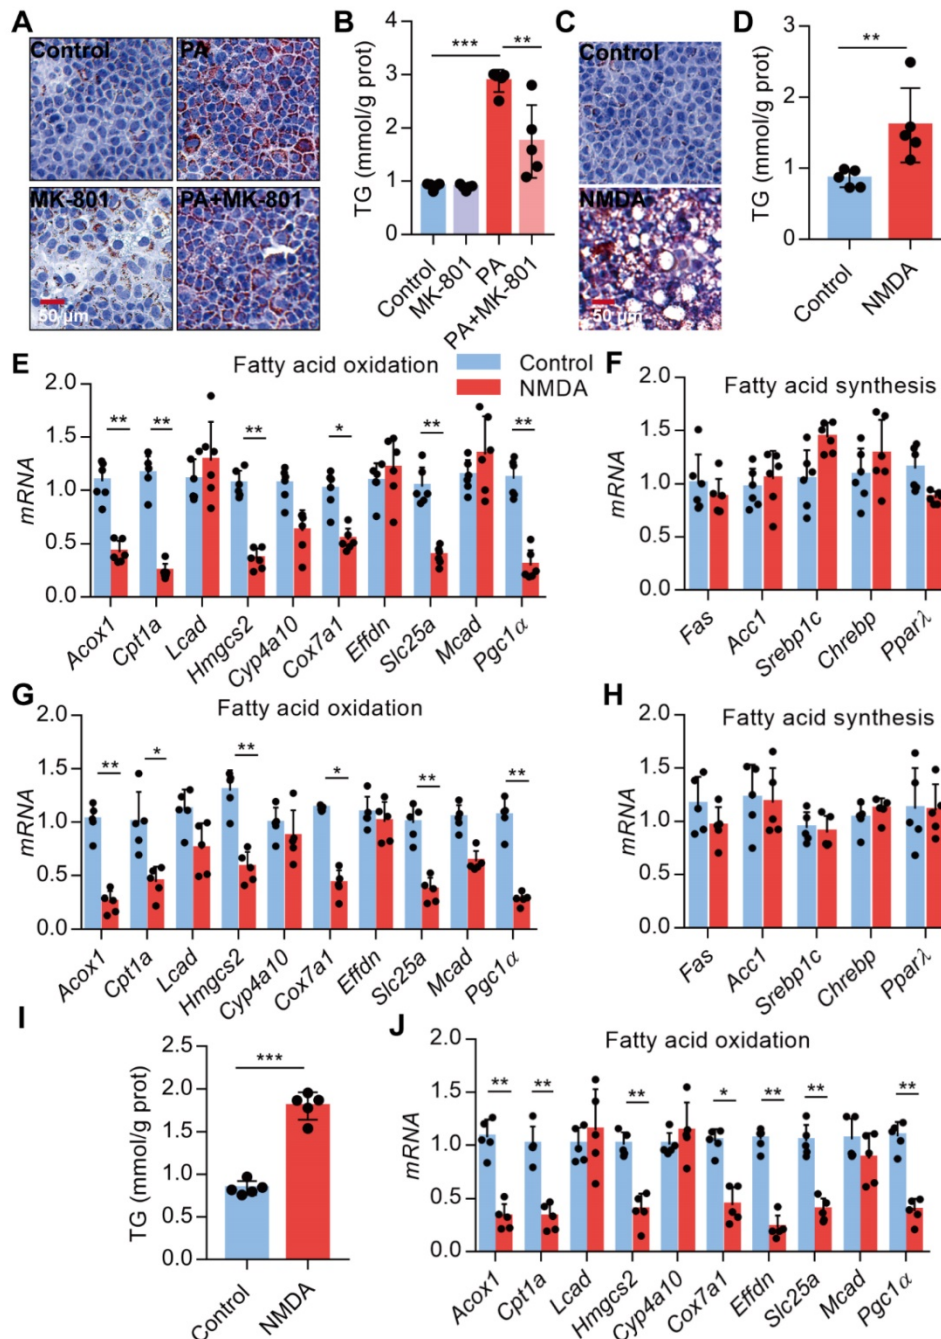 A
Control
PA
MK-801
PA+MK-801
50 μm
B
TG (mmol/g prot)
4
3
2
1
0
***
**
Control
MK-801
PA
PA+MK-801
C
Control
NMDA
50 μm
D
TG (mmol/g prot)
3
2
1
0
**
Control
NMDA
E
Fatty acid oxidation
Control
NMDA
mRNA
2.0
1.5
1.0
0.5
0.0
** ** ** * ** **
Acox1
Cpt1a
Lcad
Hmgcs2
Cyp4a10
Cox7a1
Effdn
Slc25a
Mcad
Pgc1α
F
Fatty acid synthesis
mRNA
2.0
1.5
1.0
0.5
0.0
Fas
Acc1
Srebp1c
Chrebp
Pparλ
G
Fatty acid oxidation
mRNA
2.0
1.5
1.0
0.5
0.0
** * ** * ** **
Acox1
Cpt1a
Lcad
Hmgcs2
Cyp4a10
Cox7a1
Effdn
Slc25a
Mcad
Pgc1α
H
Fatty acid synthesis
mRNA
2.0
1.5
1.0
0.5
0.0
Fas
Acc1
Srebp1c
Chrebp
Pparλ
I
TG (mmol/g prot)
2.5
2.0
1.5
1.0
0.5
0.0
***
Control
NMDA
J
Fatty acid oxidation
mRNA
2.0
1.5
1.0
0.5
0.0
** ** ** * ** ** **
Acox1
Cpt1a
Lcad
Hmgcs2
Cyp4a10
Cox7a1
Effdn
Slc25a
Mcad
Pgc1α